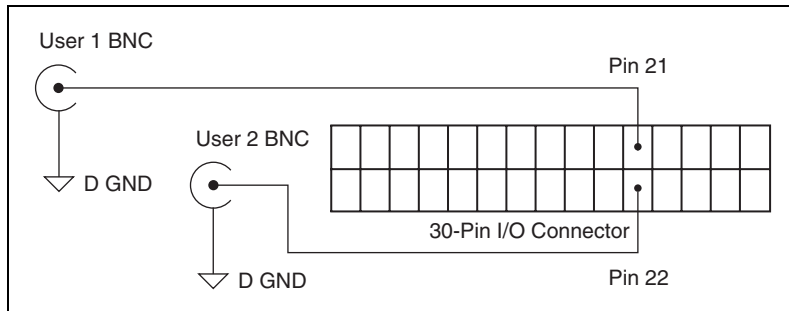 User 1 BNC
Pin 21
User 2 BNC
D GND
30-Pin I/O Connector
D GND
Pin 22